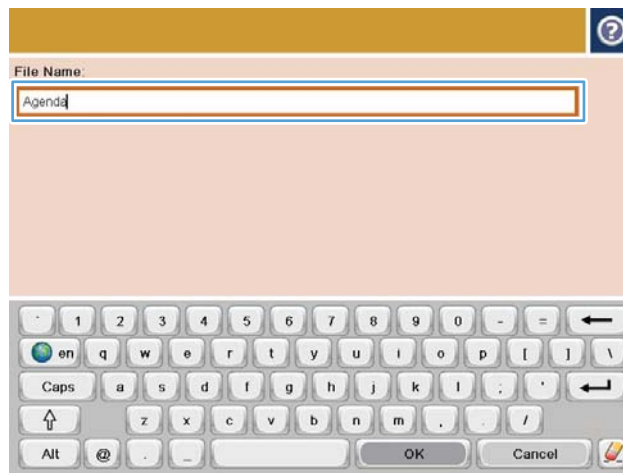 ?
File Name:
Agenda
` 1 2 3 4 5 6 7 8 9 0 - =
en q w e r t y u i o p [ ] \
Caps a s d f g h j k l ; '
z x c v b n m , . /
Alt @ . _ OK Cancel